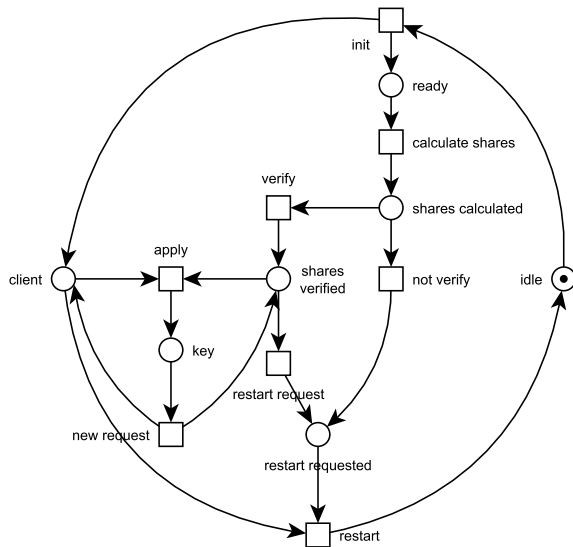 init
ready
calculate shares
verify
shares calculated
apply
client
shares
verified
not verify
idle
key
restart request
new request
restart requested
restart